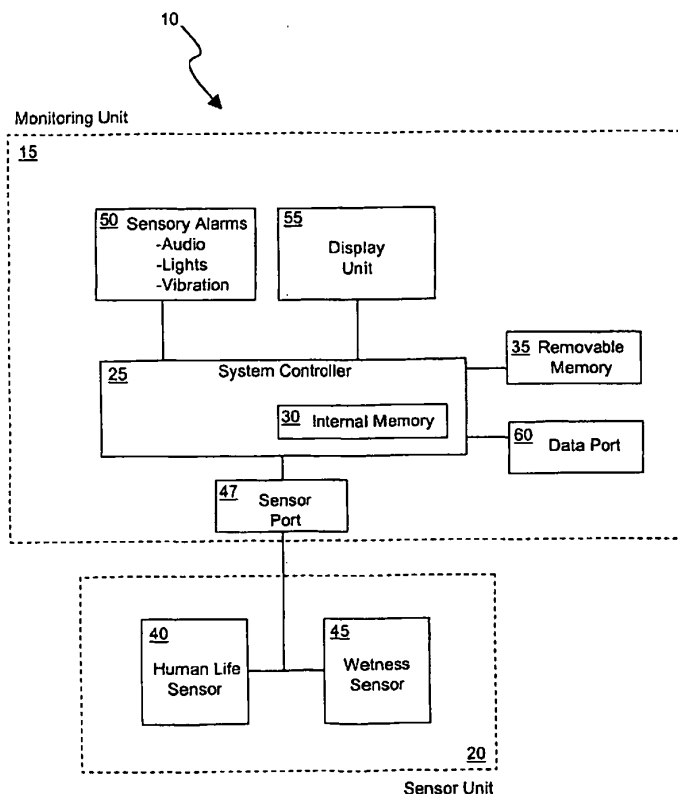 10
Monitoring Unit
15
50 Sensory Alarms
-Audio
-Lights
-Vibration
55
Display
Unit
25 System Controller
30 Internal Memory
35 Removable
Memory
60 Data Port
47 Sensor
Port
40
Human Life
Sensor
45
Wetness
Sensor
20
Sensor Unit